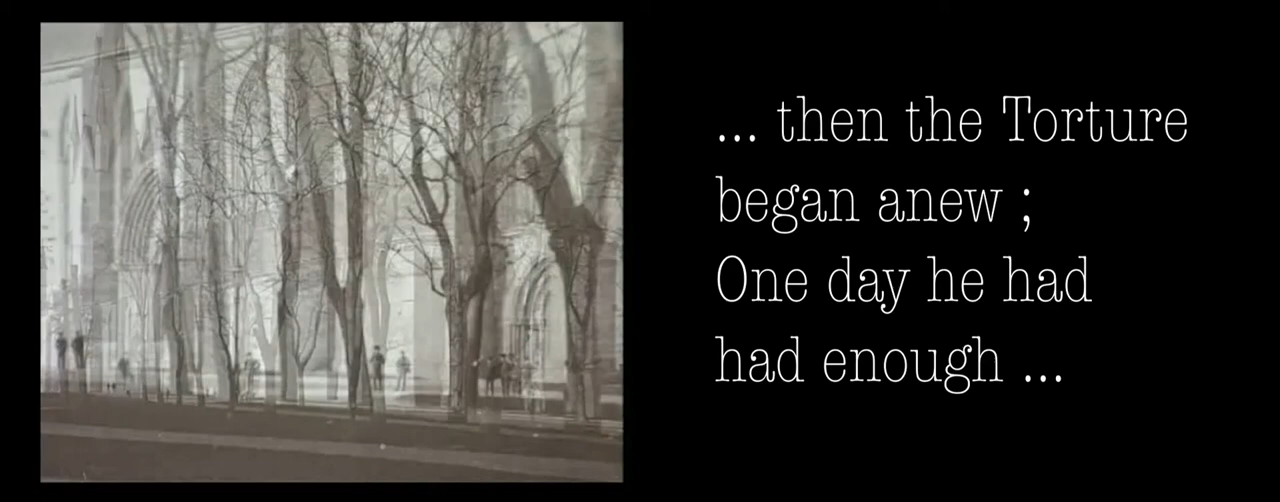 ... then the Torture
began anew ;
One day he had
had enough ...